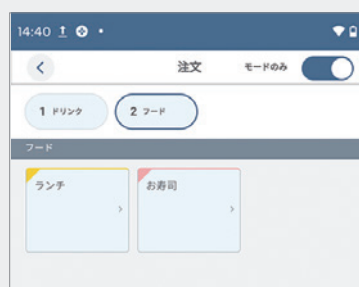 14:40
注文
モードのみ
1 ドリンク
2 フード
フード
ランチ
お寿司